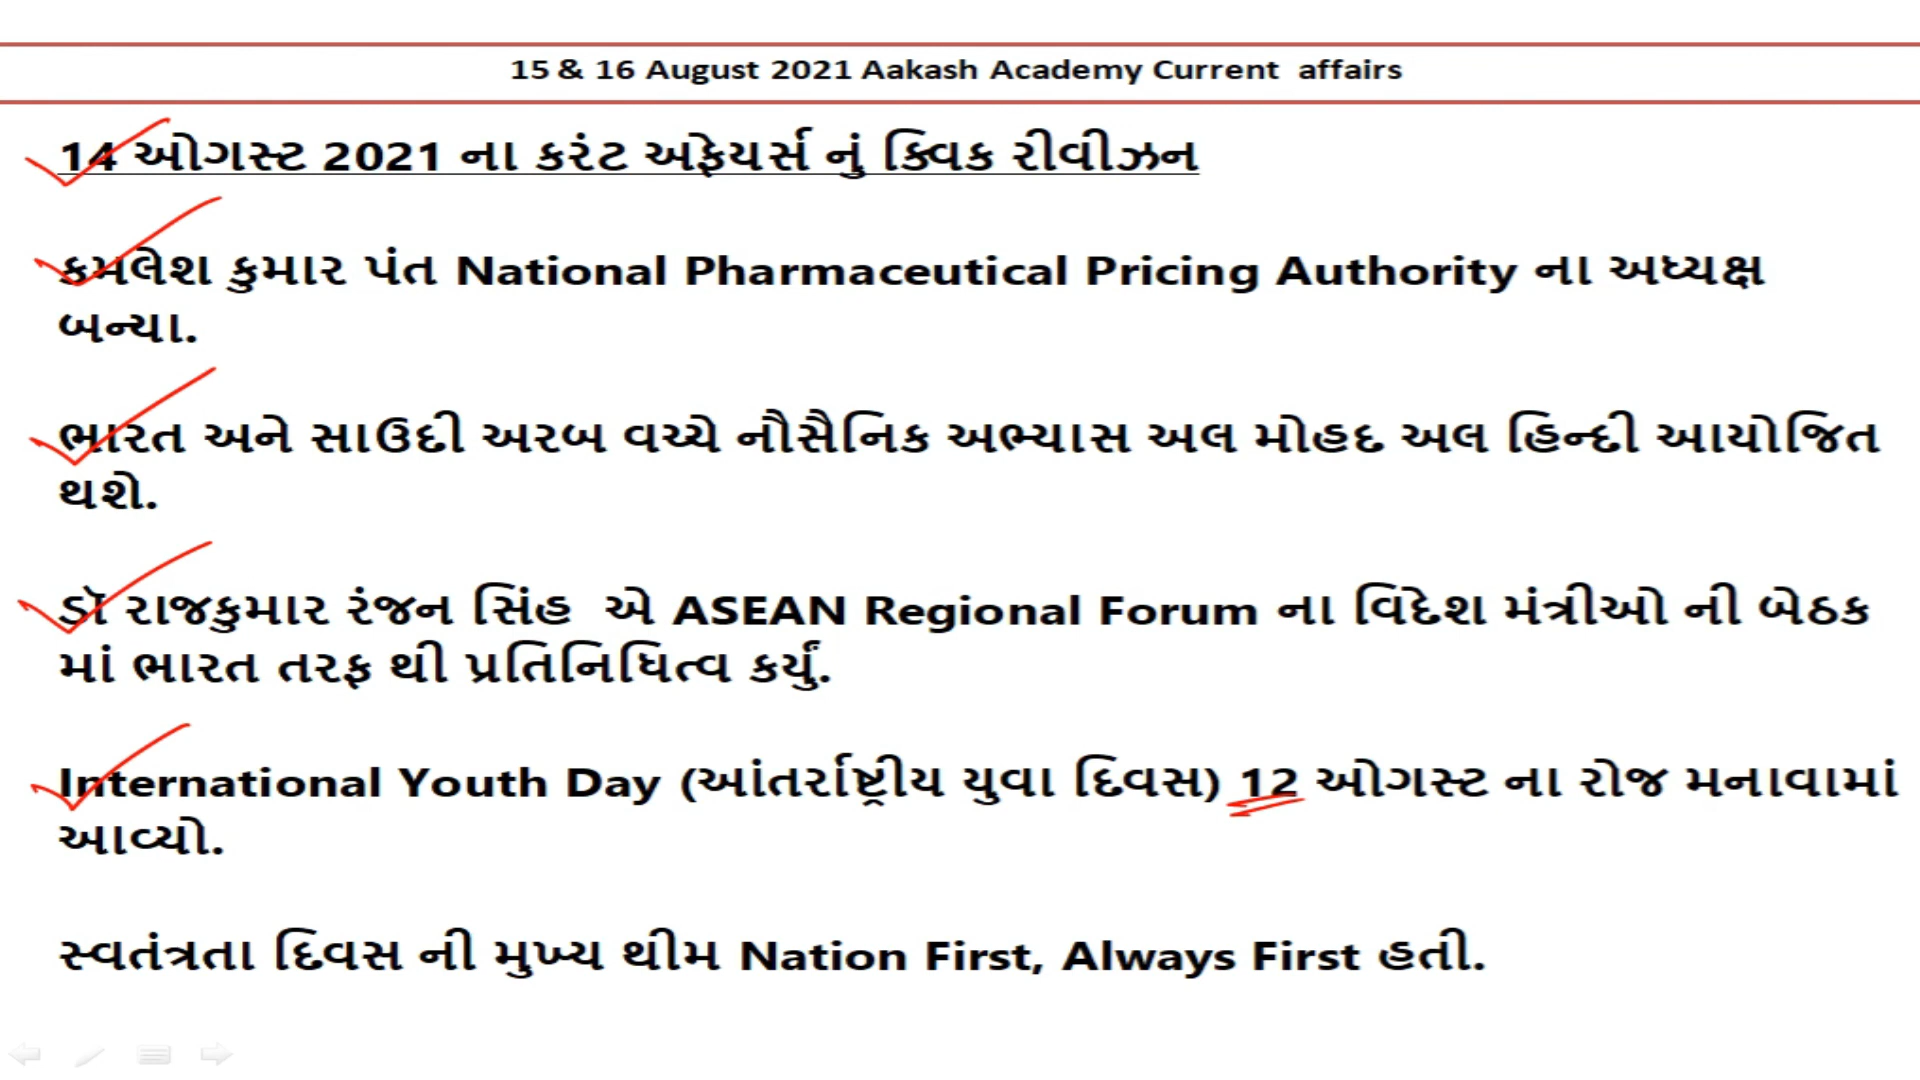 15 & 16 August 2021 Aakash Academy Current affairs
14 ઓગસ્ટ 2021 ના કરંટ અફેયર્સ નું ક્વિક રીવીઝન
કમલેશ કુમાર પંત National Pharmaceutical Pricing Authority ના અધ્યક્ષ
બન્યા.
ભારત અને સાઉદી અરબ વચ્ચે નૌસૈનિક અભ્યાસ અલ મોહદ અલ હિન્દી આયોજિત
થશે.
ડૉ રાજકુમાર રંજન સિંહ એ ASEAN Regional Forum ના વિદેશ મંત્રીઓ ની બેઠક
માં ભારત તરફ થી પ્રતિનિધિત્વ કર્યું.
International Youth Day (આંતર્રાષ્ટ્રીય યુવા દિવસ) 12 ઓગસ્ટ ના રોજ મનાવામાં
આવ્યો.
સ્વતંત્રતા દિવસ ની મુખ્ય થીમ Nation First, Always First હતી.